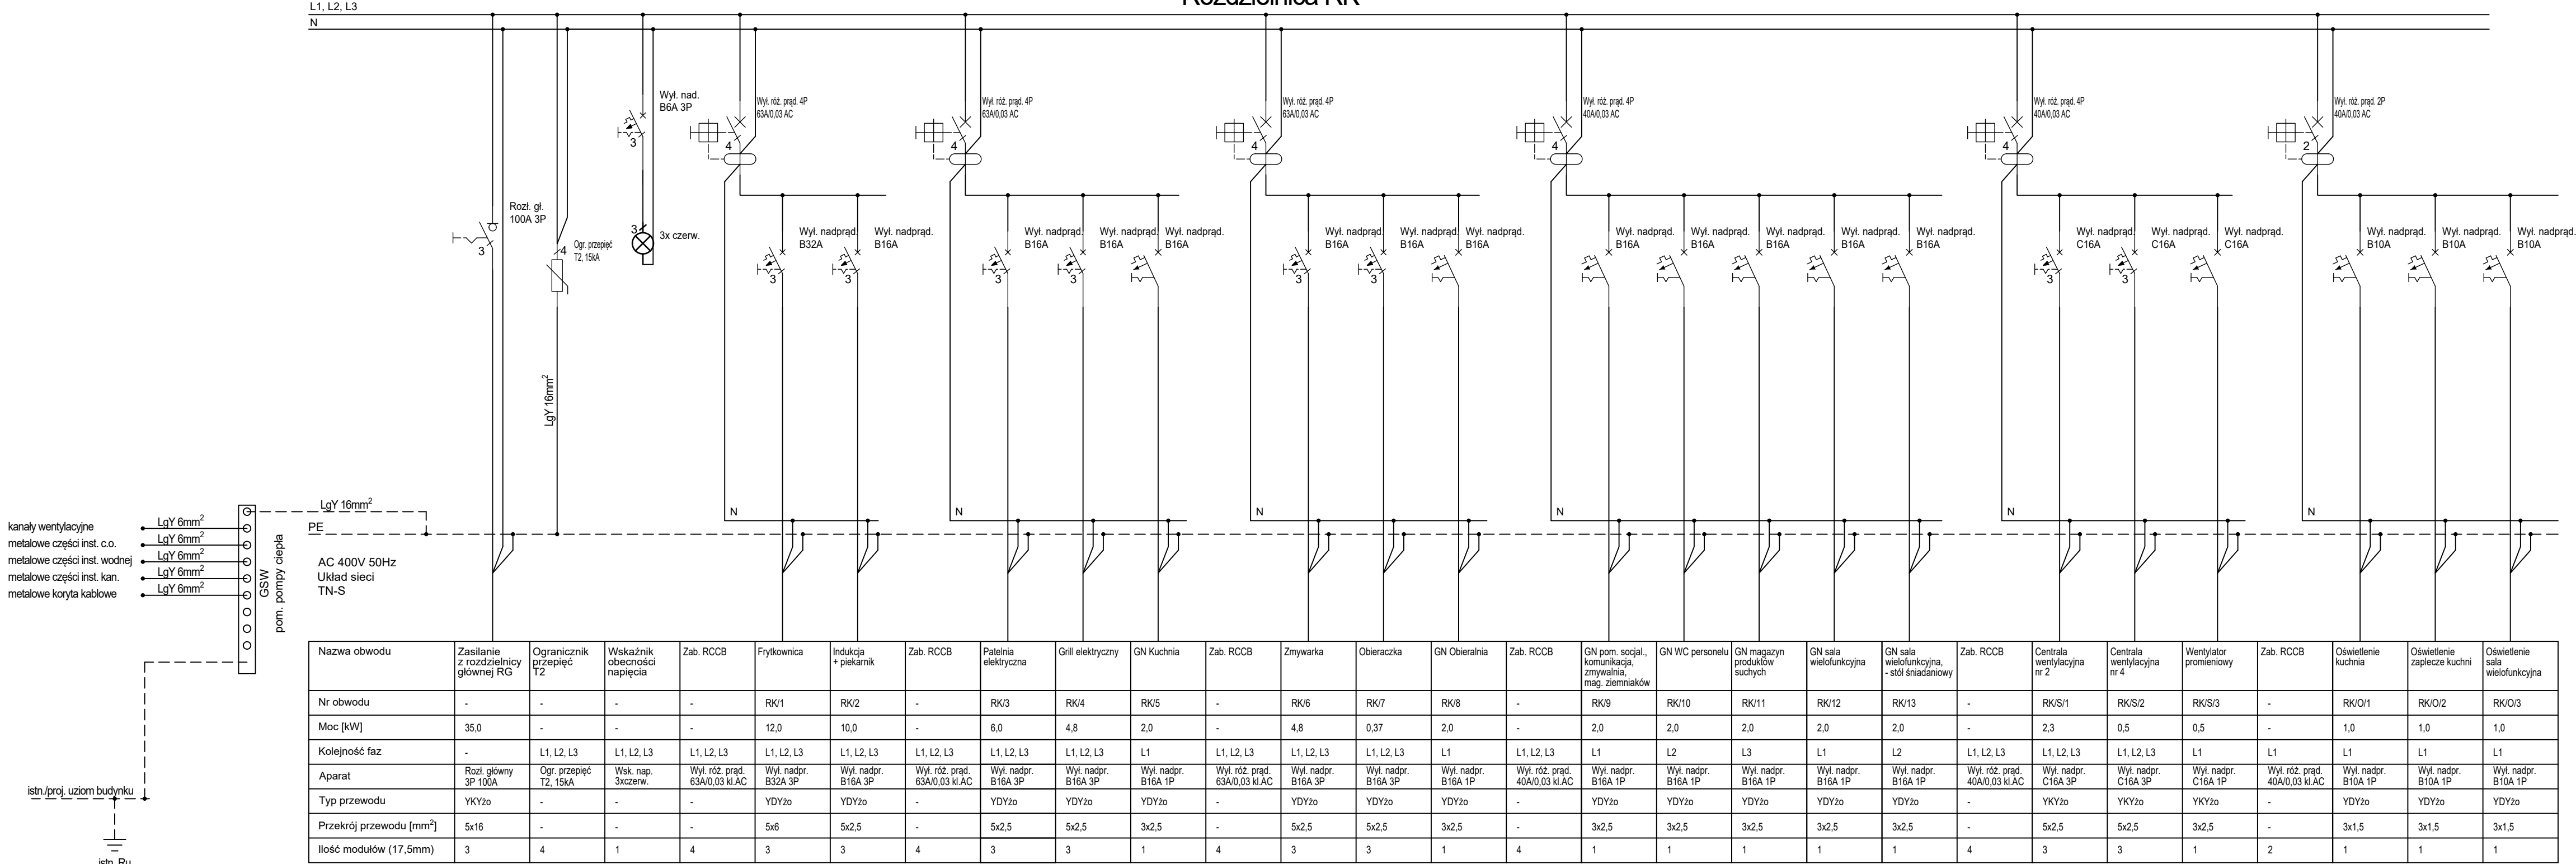 Rozdzielnica RK
L1, L2, L3
N
Rozł. gł.
100A 3P
3
4
Ogr. przepięć
T2, 15kA
LgY 16mm²
Wył. nad.
B6A 3P
3
3
3x czerw.
Wył. róż. prąd. 4P
63A/0,03 AC
4
Wył. nadprąd.
B32A
3
Wył. nadprąd.
B16A
3
N
Wył. róż. prąd. 4P
63A/0,03 AC
4
Wył. nadprąd.
B16A
3
Wył. nadprąd.
B16A
3
Wył. nadprąd.
B16A
N
Wył. róż. prąd. 4P
63A/0,03 AC
4
Wył. nadprąd.
B16A
3
Wył. nadprąd.
B16A
3
Wył. nadprąd.
B16A
N
Wył. róż. prąd. 4P
40A/0,03 AC
4
Wył. nadprąd.
B16A
Wył. nadprąd.
B16A
Wył. nadprąd.
B16A
Wył. nadprąd.
B16A
Wył. nadprąd.
B16A
N
Wył. róż. prąd. 4P
40A/0,03 AC
4
Wył. nadprąd.
C16A
3
Wył. nadprąd.
C16A
3
Wył. nadprąd.
C16A
N
Wył. róż. prąd. 2P
40A/0,03 AC
2
Wył. nadprąd.
B10A
Wył. nadprąd.
B10A
Wył. nadprąd.
B10A
N
LgY 16mm²
PE
kanały wentylacyjne LgY 6mm²
metalowe części inst. c.o. LgY 6mm²
metalowe części inst. wodnej LgY 6mm²
metalowe części inst. kan. LgY 6mm²
metalowe koryta kablowe LgY 6mm²
GSW
pom. pompy ciepła
AC 400V 50Hz
Układ sieci
TN-S
istn./proj. uziom budynku
istn. Ru
Nazwa obwodu
Zasilanie
z rozdzielnicy
głównej RG
Ogranicznik
przepięć
T2
Wskaźnik
obecności
napięcia
Zab. RCCB
Frytkownica
Indukcja
+ piekarnik
Zab. RCCB
Patelnia
elektryczna
Grill elektryczny
GN Kuchnia
Zab. RCCB
Zmywarka
Obieraczka
GN Obieralnia
Zab. RCCB
GN pom. socjal.,
komunikacja,
zmywalnia,
mag. ziemniaków
GN WC personelu
GN magazyn
produktów
suchych
GN sala
wielofunkcyjna
GN sala
wielofunkcyjna,
- stół śniadaniowy
Zab. RCCB
Centrala
wentylacyjna
nr 2
Centrala
wentylacyjna
nr 4
Wentylator
promieniowy
Zab. RCCB
Oświetlenie
kuchnia
Oświetlenie
zaplecze kuchni
Oświetlenie
sala
wielofunkcyjna
Nr obwodu - - - - RK/1 RK/2 - RK/3 RK/4 RK/5 - RK/6 RK/7 RK/8 - RK/9 RK/10 RK/11 RK/12 RK/13 - RK/S/1 RK/S/2 RK/S/3 - RK/O/1 RK/O/2 RK/O/3
Moc [kW] 35,0 - - - 12,0 10,0 - 6,0 4,8 2,0 - 4,8 0,37 2,0 - 2,0 2,0 2,0 2,0 2,0 - 2,3 0,5 0,5 - 1,0 1,0 1,0
Kolejność faz - L1, L2, L3 L1, L2, L3 L1, L2, L3 L1, L2, L3 L1, L2, L3 L1, L2, L3 L1, L2, L3 L1, L2, L3 L1 L1, L2, L3 L1, L2, L3 L1, L2, L3 L1 L1, L2, L3 L1 L2 L3 L1 L2 L1, L2, L3 L1, L2, L3 L1, L2, L3 L1 L1 L1 L1 L1
Aparat
Rozł. główny
3P 100A
Ogr. przepięć
T2, 15kA
Wsk. nap.
3xczerw.
Wył. róż. prąd.
63A/0,03 kl.AC
Wył. nadpr.
B32A 3P
Wył. nadpr.
B16A 3P
Wył. róż. prąd.
63A/0,03 kl.AC
Wył. nadpr.
B16A 3P
Wył. nadpr.
B16A 3P
Wył. nadpr.
B16A 1P
Wył. róż. prąd.
63A/0,03 kl.AC
Wył. nadpr.
B16A 3P
Wył. nadpr.
B16A 3P
Wył. nadpr.
B16A 1P
Wył. róż. prąd.
40A/0,03 kl.AC
Wył. nadpr.
B16A 1P
Wył. nadpr.
B16A 1P
Wył. nadpr.
B16A 1P
Wył. nadpr.
B16A 1P
Wył. nadpr.
B16A 1P
Wył. róż. prąd.
40A/0,03 kl.AC
Wył. nadpr.
C16A 3P
Wył. nadpr.
C16A 3P
Wył. nadpr.
C16A 1P
Wył. róż. prąd.
40A/0,03 kl.AC
Wył. nadpr.
B10A 1P
Wył. nadpr.
B10A 1P
Wył. nadpr.
B10A 1P
Typ przewodu YKYżo - - - YDYżo YDYżo - YDYżo YDYżo YDYżo - YDYżo YDYżo YDYżo - YDYżo YDYżo YDYżo YDYżo YDYżo - YKYżo YKYżo YKYżo - YDYżo YDYżo YDYżo
Przekrój przewodu [mm²] 5x16 - - - 5x6 5x2,5 - 5x2,5 5x2,5 3x2,5 - 5x2,5 5x2,5 3x2,5 - 3x2,5 3x2,5 3x2,5 3x2,5 3x2,5 - 5x2,5 5x2,5 3x2,5 - 3x1,5 3x1,5 3x1,5
Ilość modułów (17,5mm) 3 4 1 4 3 3 4 3 3 1 4 3 3 1 4 1 1 1 1 1 4 3 3 1 2 1 1 1